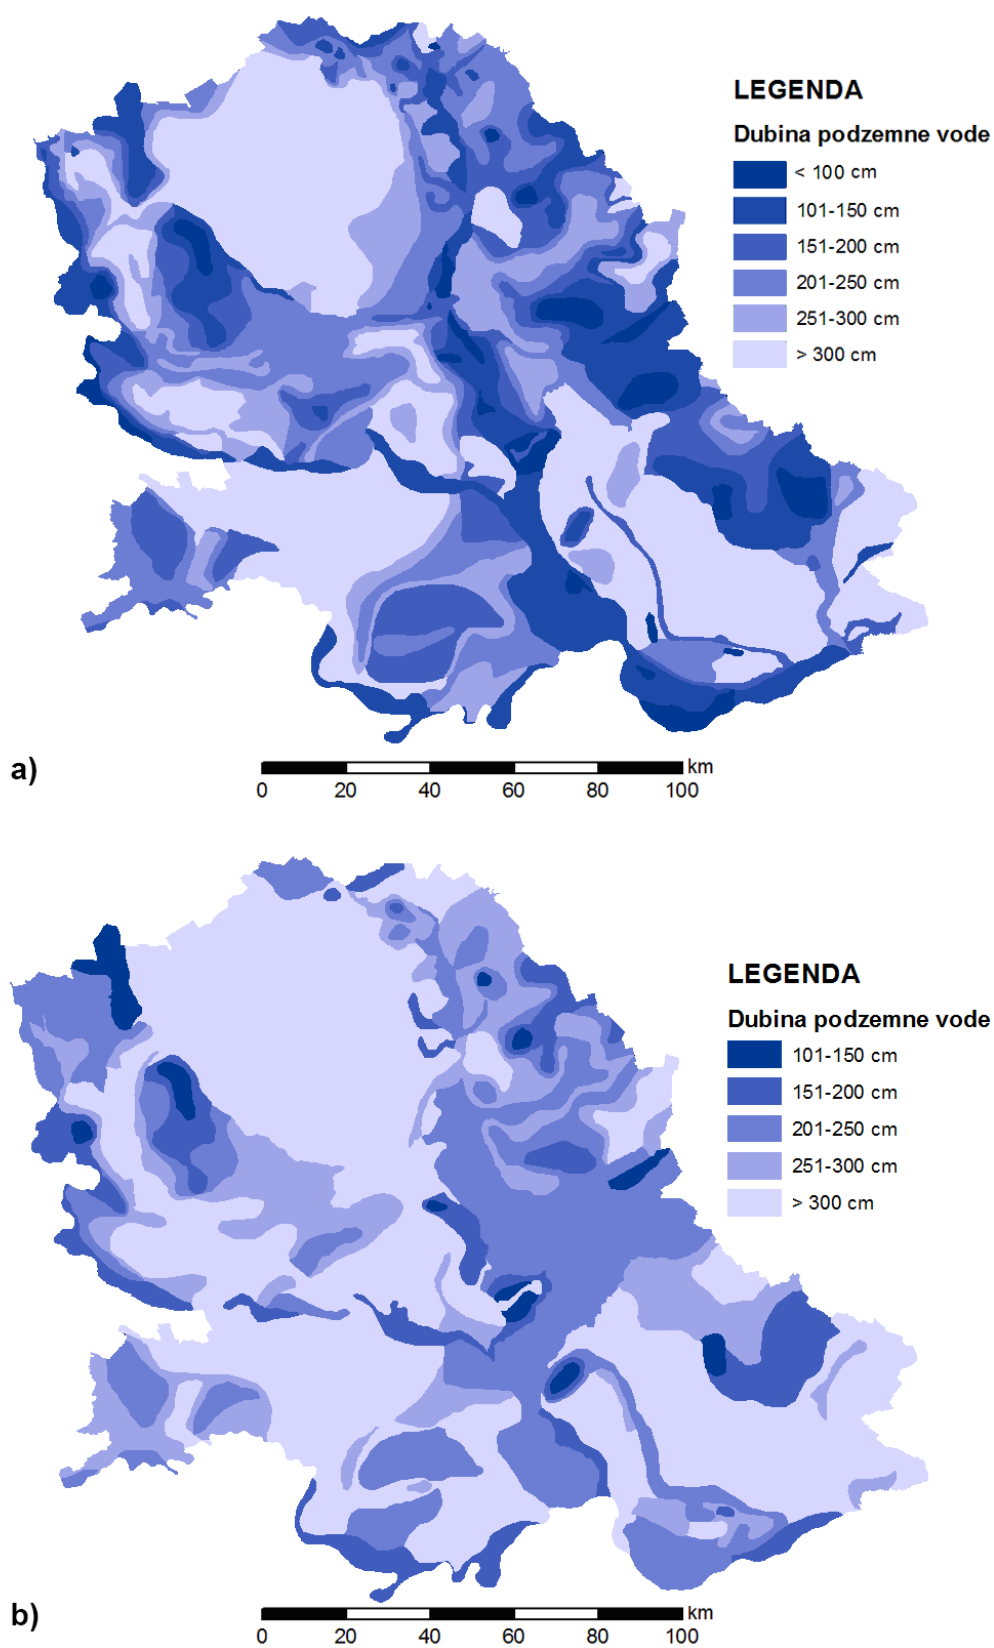 LEGENDA
Dubina podzemne vode
< 100 cm
101-150 cm
151-200 cm
201-250 cm
251-300 cm
> 300 cm
a)
km
0 20 40 60 80 100
LEGENDA
Dubina podzemne vode
101-150 cm
151-200 cm
201-250 cm
251-300 cm
> 300 cm
b)
km
0 20 40 60 80 100